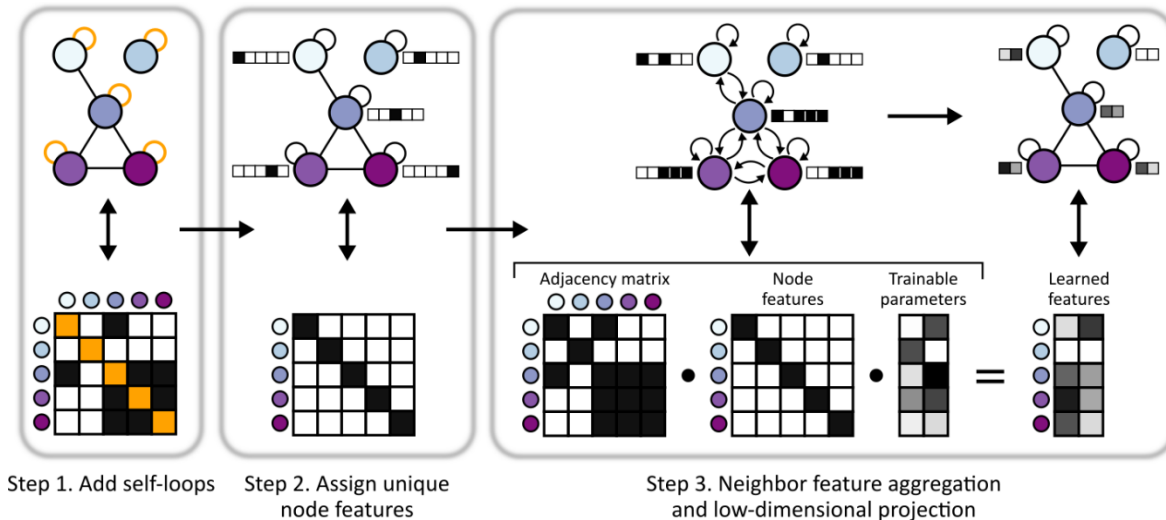 Adjacency matrix
Node
features
Trainable
parameters
Learned
features
Step 1. Add self-loops
Step 2. Assign unique
node features
Step 3. Neighbor feature aggregation
and low-dimensional projection